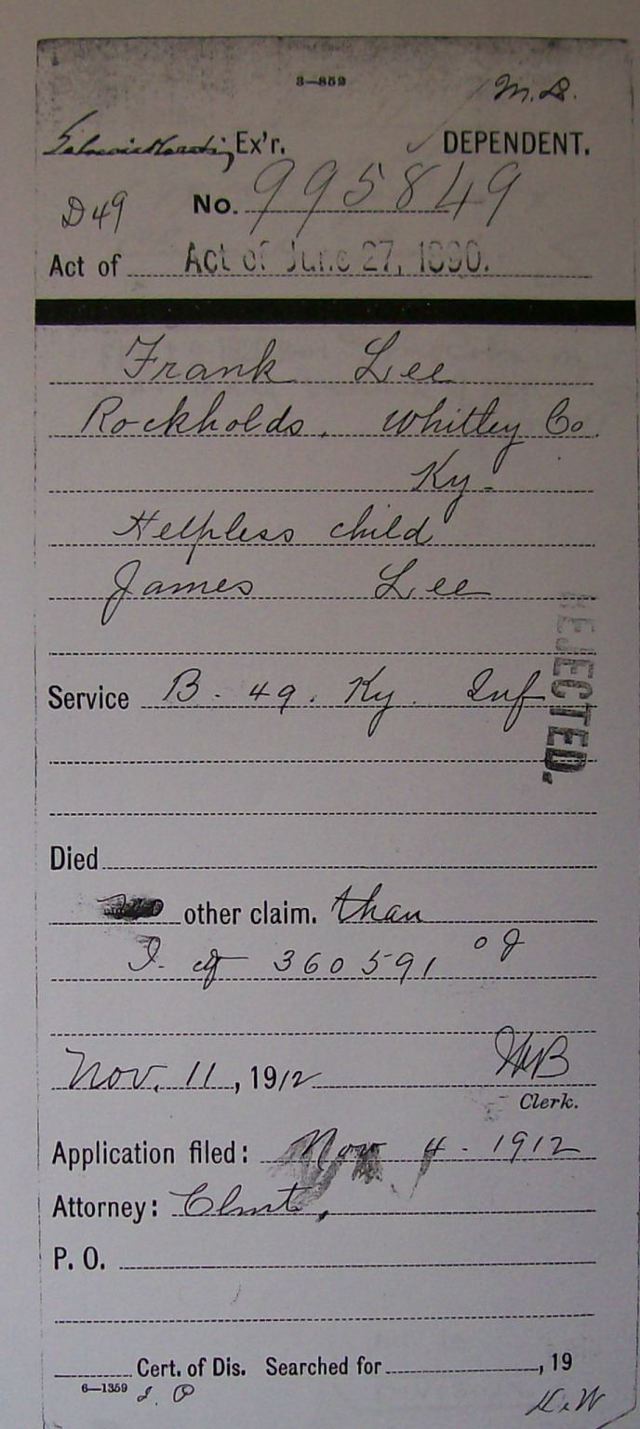 3—859
M.S.
Ex'r. DEPENDENT.
D49 No. 995849
Act of Act of June 27, 1890.
Frank Lee
Rockholds, Whitley Co.
Ky.
Helpless child
James Lee
REJECTED.
Service B. 49. Ky. Inf
Died
other claim. than
I. ctf 360591
Nov. 11, 1912
Clerk.
Application filed: Nov 4 - 1912
Attorney: Clmt,
P. O.
Cert. of Dis. Searched for , 19
6—1359